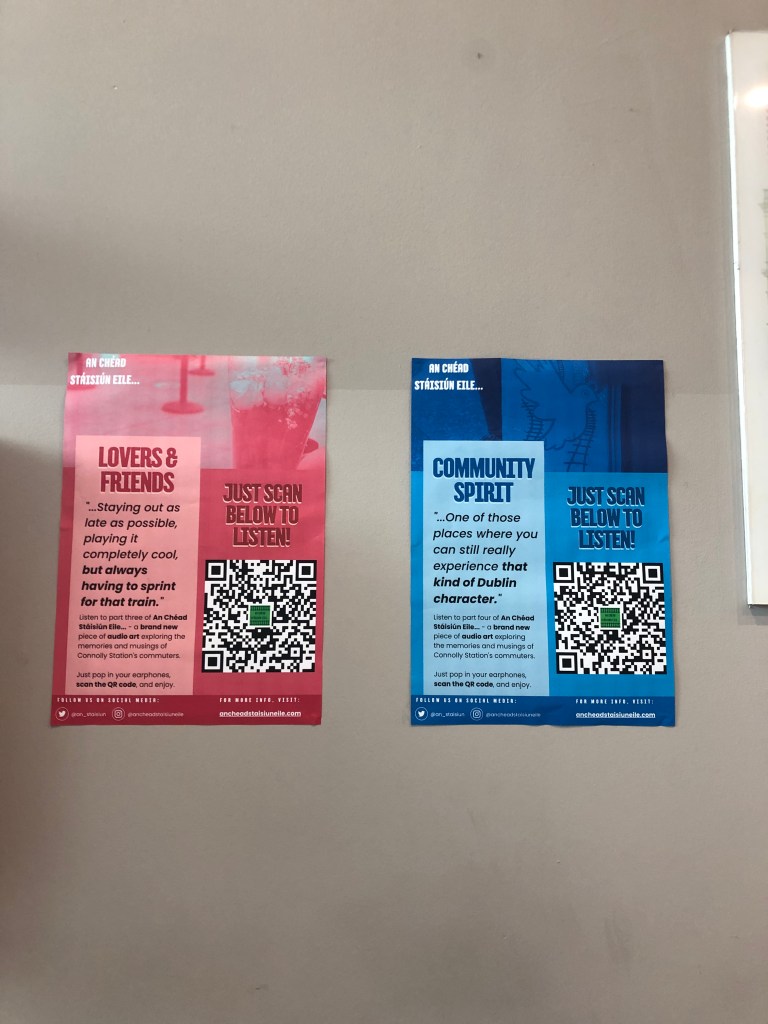 AN CHÉAD
STÁISIÚN EILE...
LOVERS &
FRIENDS
"...Staying out as
late as possible,
playing it
completely cool,
but always
having to sprint
for that train."
Listen to part three of An Chéad
Stáisiún Eile... - a brand new
piece of audio art exploring the
memories and musings of
Connolly Station's commuters.
Just pop in your earphones,
scan the QR code, and enjoy.
JUST SCAN
BELOW TO
LISTEN!
FOLLOW US ON SOCIAL MEDIA:
@an_staisiun
@ancheadstaisiuneile
FOR MORE INFO, VISIT:
ancheadstaisiuneile.com
AN CHÉAD
STÁISIÚN EILE...
COMMUNITY
SPIRIT
"...One of those
places where you
can still really
experience that
kind of Dublin
character."
Listen to part four of An Chéad
Stáisiún Eile... - a brand new
piece of audio art exploring
the memories and musings of
Connolly Station's commuters.
Just pop in your earphones,
scan the QR code, and enjoy.
JUST SCAN
BELOW TO
LISTEN!
FOLLOW US ON SOCIAL MEDIA:
@an_staisiun
@ancheadstaisiuneile
FOR MORE INFO, VISIT:
ancheadstaisiuneile.com